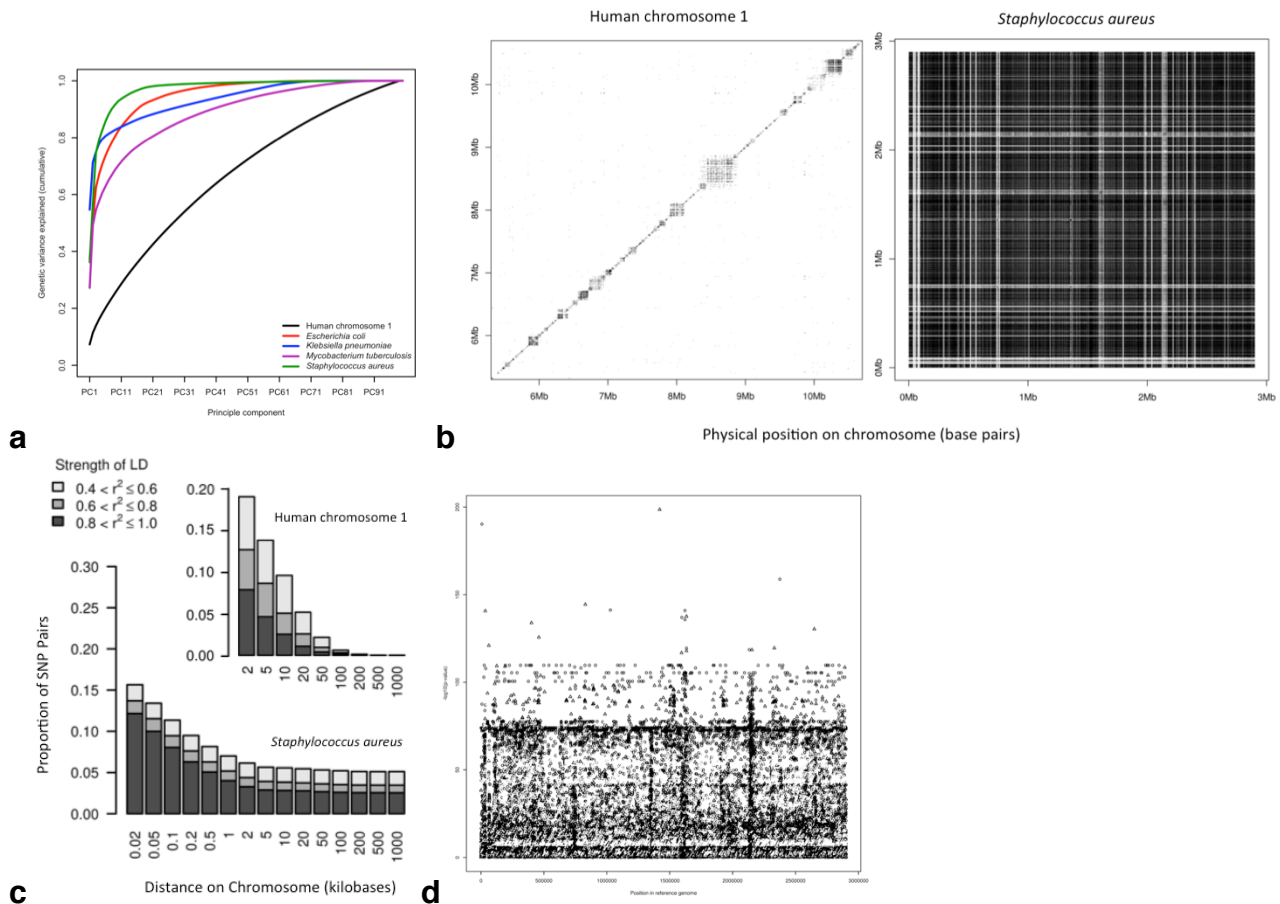 Human chromosome 1
Staphylococcus aureus
Genetic variance explained (cumulative)
1.0
0.8
0.6
0.4
0.2
0.0
Human chromosome 1
Escherichia coli
Klebsiella pneumoniae
Mycobacterium tuberculosis
Staphylococcus aureus
PC1 PC11 PC21 PC31 PC41 PC51 PC61 PC71 PC81 PC91
Principle component
a
10Mb
9Mb
8Mb
7Mb
6Mb
6Mb 7Mb 8Mb 9Mb 10Mb
3Mb
2Mb
1Mb
0Mb
0Mb 1Mb 2Mb 3Mb
Physical position on chromosome (base pairs)
b
Strength of LD
0.4 < r² ≤ 0.6
0.6 < r² ≤ 0.8
0.8 < r² ≤ 1.0
Human chromosome 1
0.20
0.15
0.10
0.05
0.00
2 5 10 20 50 100 200 500 1000
Proportion of SNP Pairs
0.30
0.25
0.20
0.15
0.10
0.05
0.00
Staphylococcus aureus
0.02 0.05 0.1 0.2 0.5 1 2 5 10 20 50 100 200 500 1000
Distance on Chromosome (kilobases)
c
-log10(p-value)
200
150
100
50
0
0 500000 1000000 1500000 2000000 2500000 3000000
Position in reference genome
d